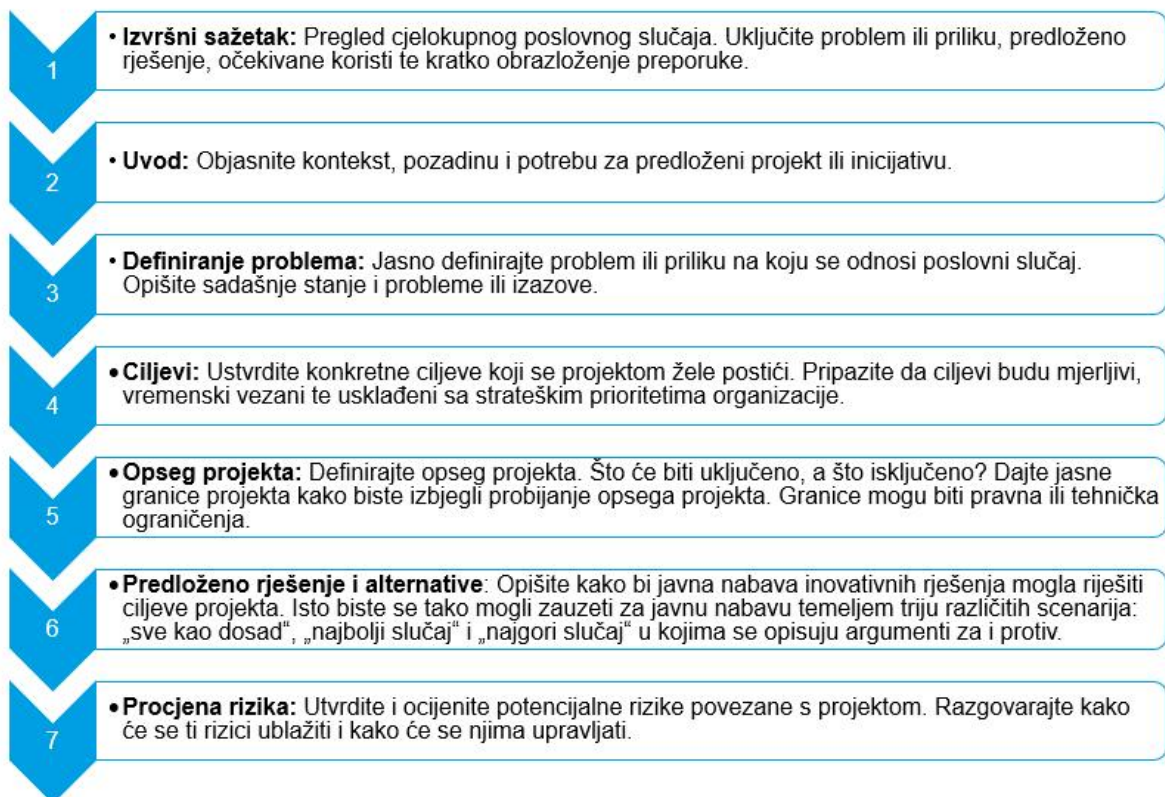 1
• Izvršni sažetak: Pregled cjelokupnog poslovnog slučaja. Uključite problem ili priliku, predloženo
rješenje, očekivane koristi te kratko obrazloženje preporuke.
2
• Uvod: Objasnite kontekst, pozadinu i potrebu za predloženi projekt ili inicijativu.
3
• Definiranje problema: Jasno definirajte problem ili priliku na koju se odnosi poslovni slučaj.
Opišite sadašnje stanje i probleme ili izazove.
4
• Ciljevi: Ustvrdite konkretne ciljeve koji se projektom žele postići. Pripazite da ciljevi budu mjerljivi,
vremenski vezani te usklađeni sa strateškim prioritetima organizacije.
5
• Opseg projekta: Definirajte opseg projekta. Što će biti uključeno, a što isključeno? Dajte jasne
granice projekta kako biste izbjegli probijanje opsega projekta. Granice mogu biti pravna ili tehnička
ograničenja.
6
• Predloženo rješenje i alternative: Opišite kako bi javna nabava inovativnih rješenja mogla riješiti
ciljeve projekta. Isto biste se tako mogli zauzeti za javnu nabavu temeljem triju različitih scenarija:
„sve kao dosad“, „najbolji slučaj“ i „najgori slučaj“ u kojima se opisuju argumenti za i protiv.
7
• Procjena rizika: Utvrdite i ocijenite potencijalne rizike povezane s projektom. Razgovarajte kako
će se ti rizici ublažiti i kako će se njima upravljati.